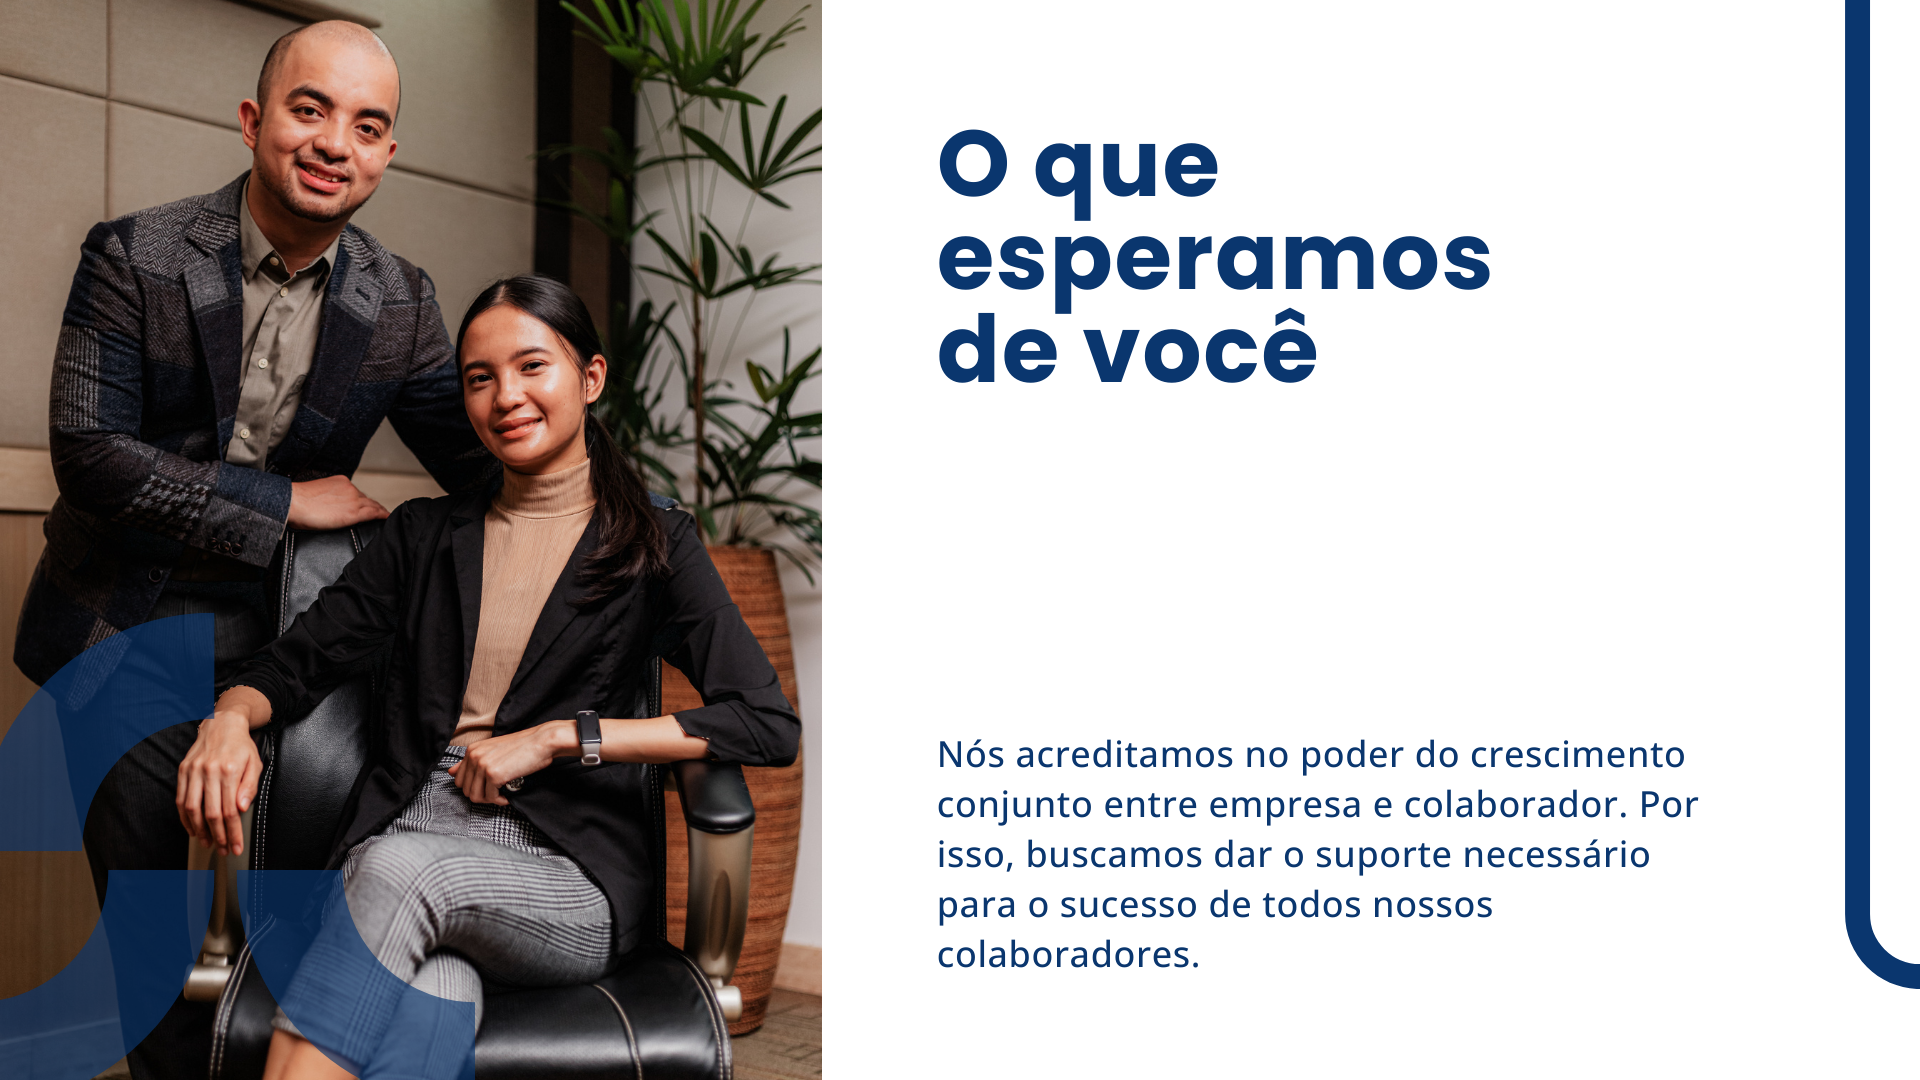 O que
esperamos
de você
Nós acreditamos no poder do crescimento
conjunto entre empresa e colaborador. Por
isso, buscamos dar o suporte necessário
para o sucesso de todos nossos
colaboradores.